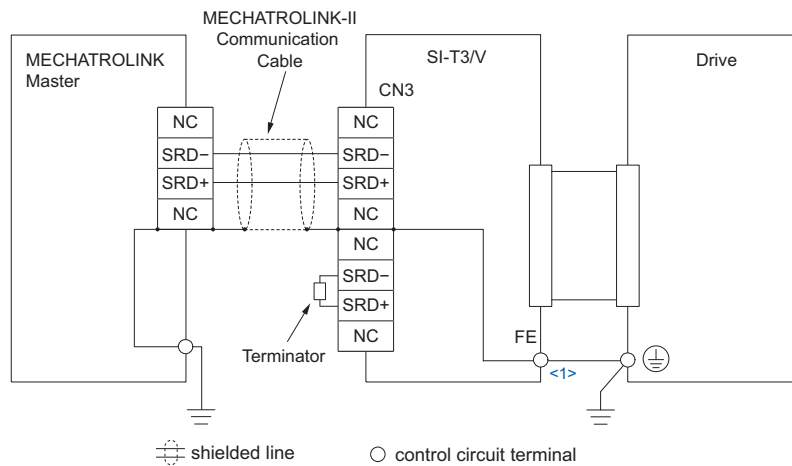 MECHATROLINK-II
Communication
Cable
MECHATROLINK
Master
SI-T3/V
Drive
CN3
NC
SRD−
SRD+
NC
NC
SRD−
SRD+
NC
NC
SRD−
SRD+
NC
Terminator
FE
<1>
shielded line
control circuit terminal